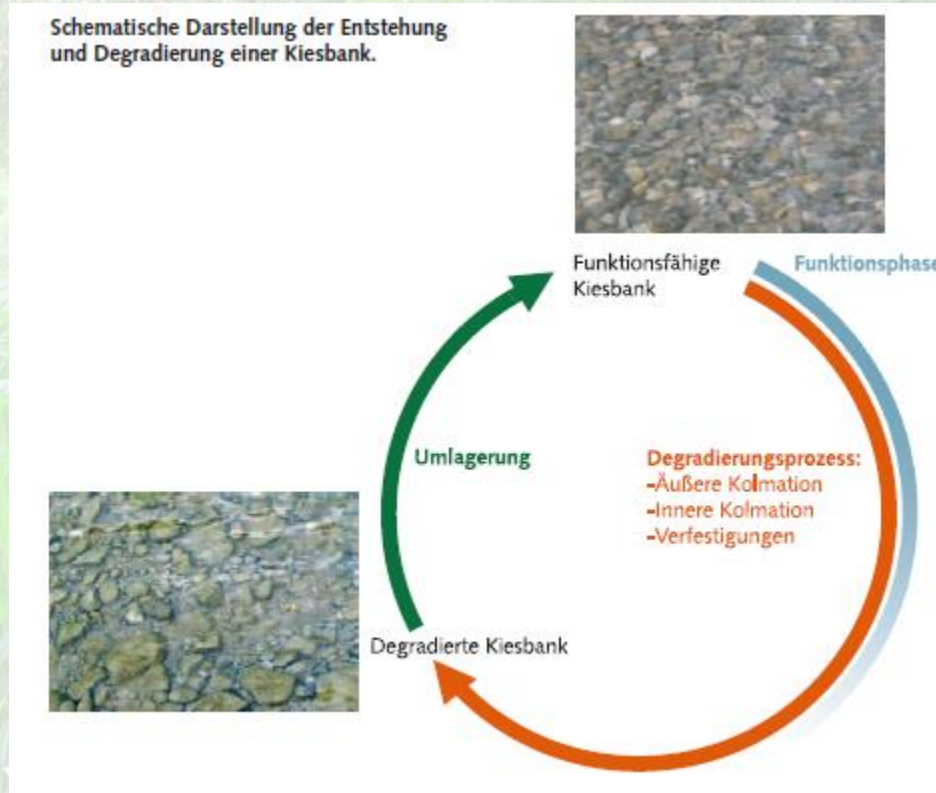 Schematische Darstellung der Entstehung
und Degradierung einer Kiesbank.
Funktionsfähige
Kiesbank
Funktionsphase
Umlagerung
Degradierungsprozess:
-Äußere Kolmation
-Innere Kolmation
-Verfestigungen
Degradierte Kiesbank